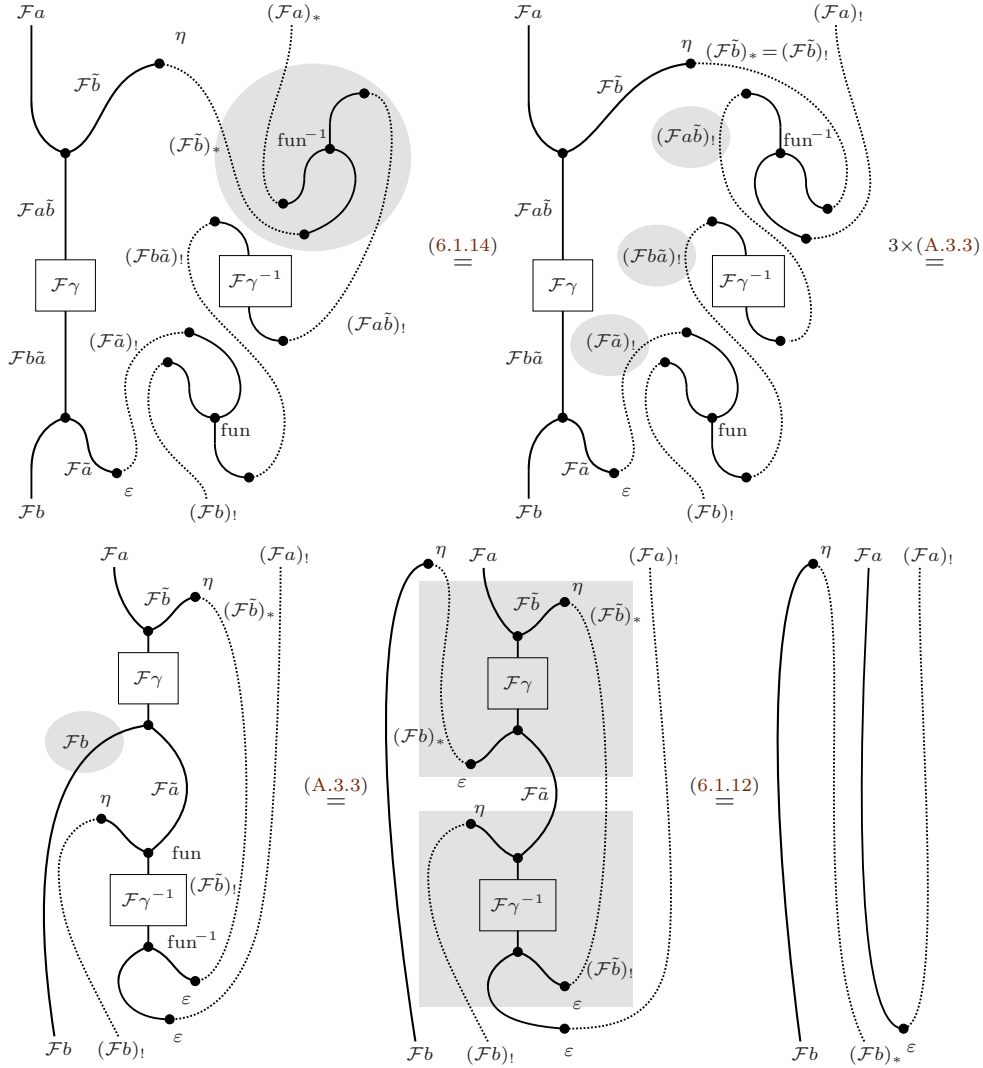 ℱa (ℱa)_* ℱa (ℱa)_!
η η (ℱb̃)_* = (ℱb̃)_!
ℱb̃ ℱb̃
fun⁻¹ (ℱab̃)_! fun⁻¹
(ℱb̃)_*
ℱab̃ ℱab̃
(ℱbã)_! (6.1.14) = (ℱbã)_! 3×(A.3.3) =
ℱγ ℱγ⁻¹ ℱγ ℱγ⁻¹
(ℱab̃)_!
ℱbã (ℱã)_! ℱbã (ℱã)_!
fun fun
ℱã ℱã
ε ε
ℱb (ℱb)_! ℱb (ℱb)_!
ℱa (ℱa)_! η ℱa (ℱa)_! η ℱa (ℱa)_!
η η
ℱb̃ (ℱb̃)_* ℱb̃ (ℱb̃)_*
ℱγ ℱγ
ℱb (ℱb)_*
ε
ℱã (A.3.3) = ℱã (6.1.12) =
η η
fun
ℱγ⁻¹ (ℱb̃)_! ℱγ⁻¹
fun⁻¹
(ℱb̃)_!
ε ε
ε ε ε
ℱb (ℱb)_! ℱb (ℱb)_! ℱb (ℱb)_*